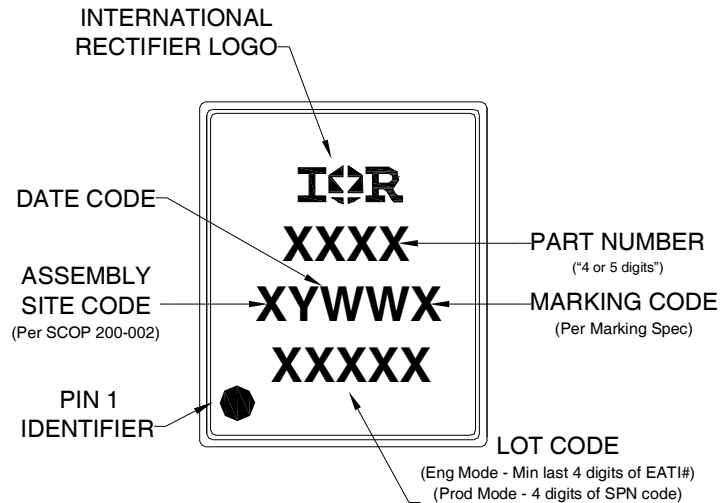 INTERNATIONAL
RECTIFIER LOGO
IOR
DATE CODE
XXXX
PART NUMBER
(“4 or 5 digits”)
ASSEMBLY
SITE CODE
(Per SCOP 200-002)
XYWWX
MARKING CODE
(Per Marking Spec)
XXXXX
PIN 1
IDENTIFIER
LOT CODE
(Eng Mode - Min last 4 digits of EATI#)
(Prod Mode - 4 digits of SPN code)